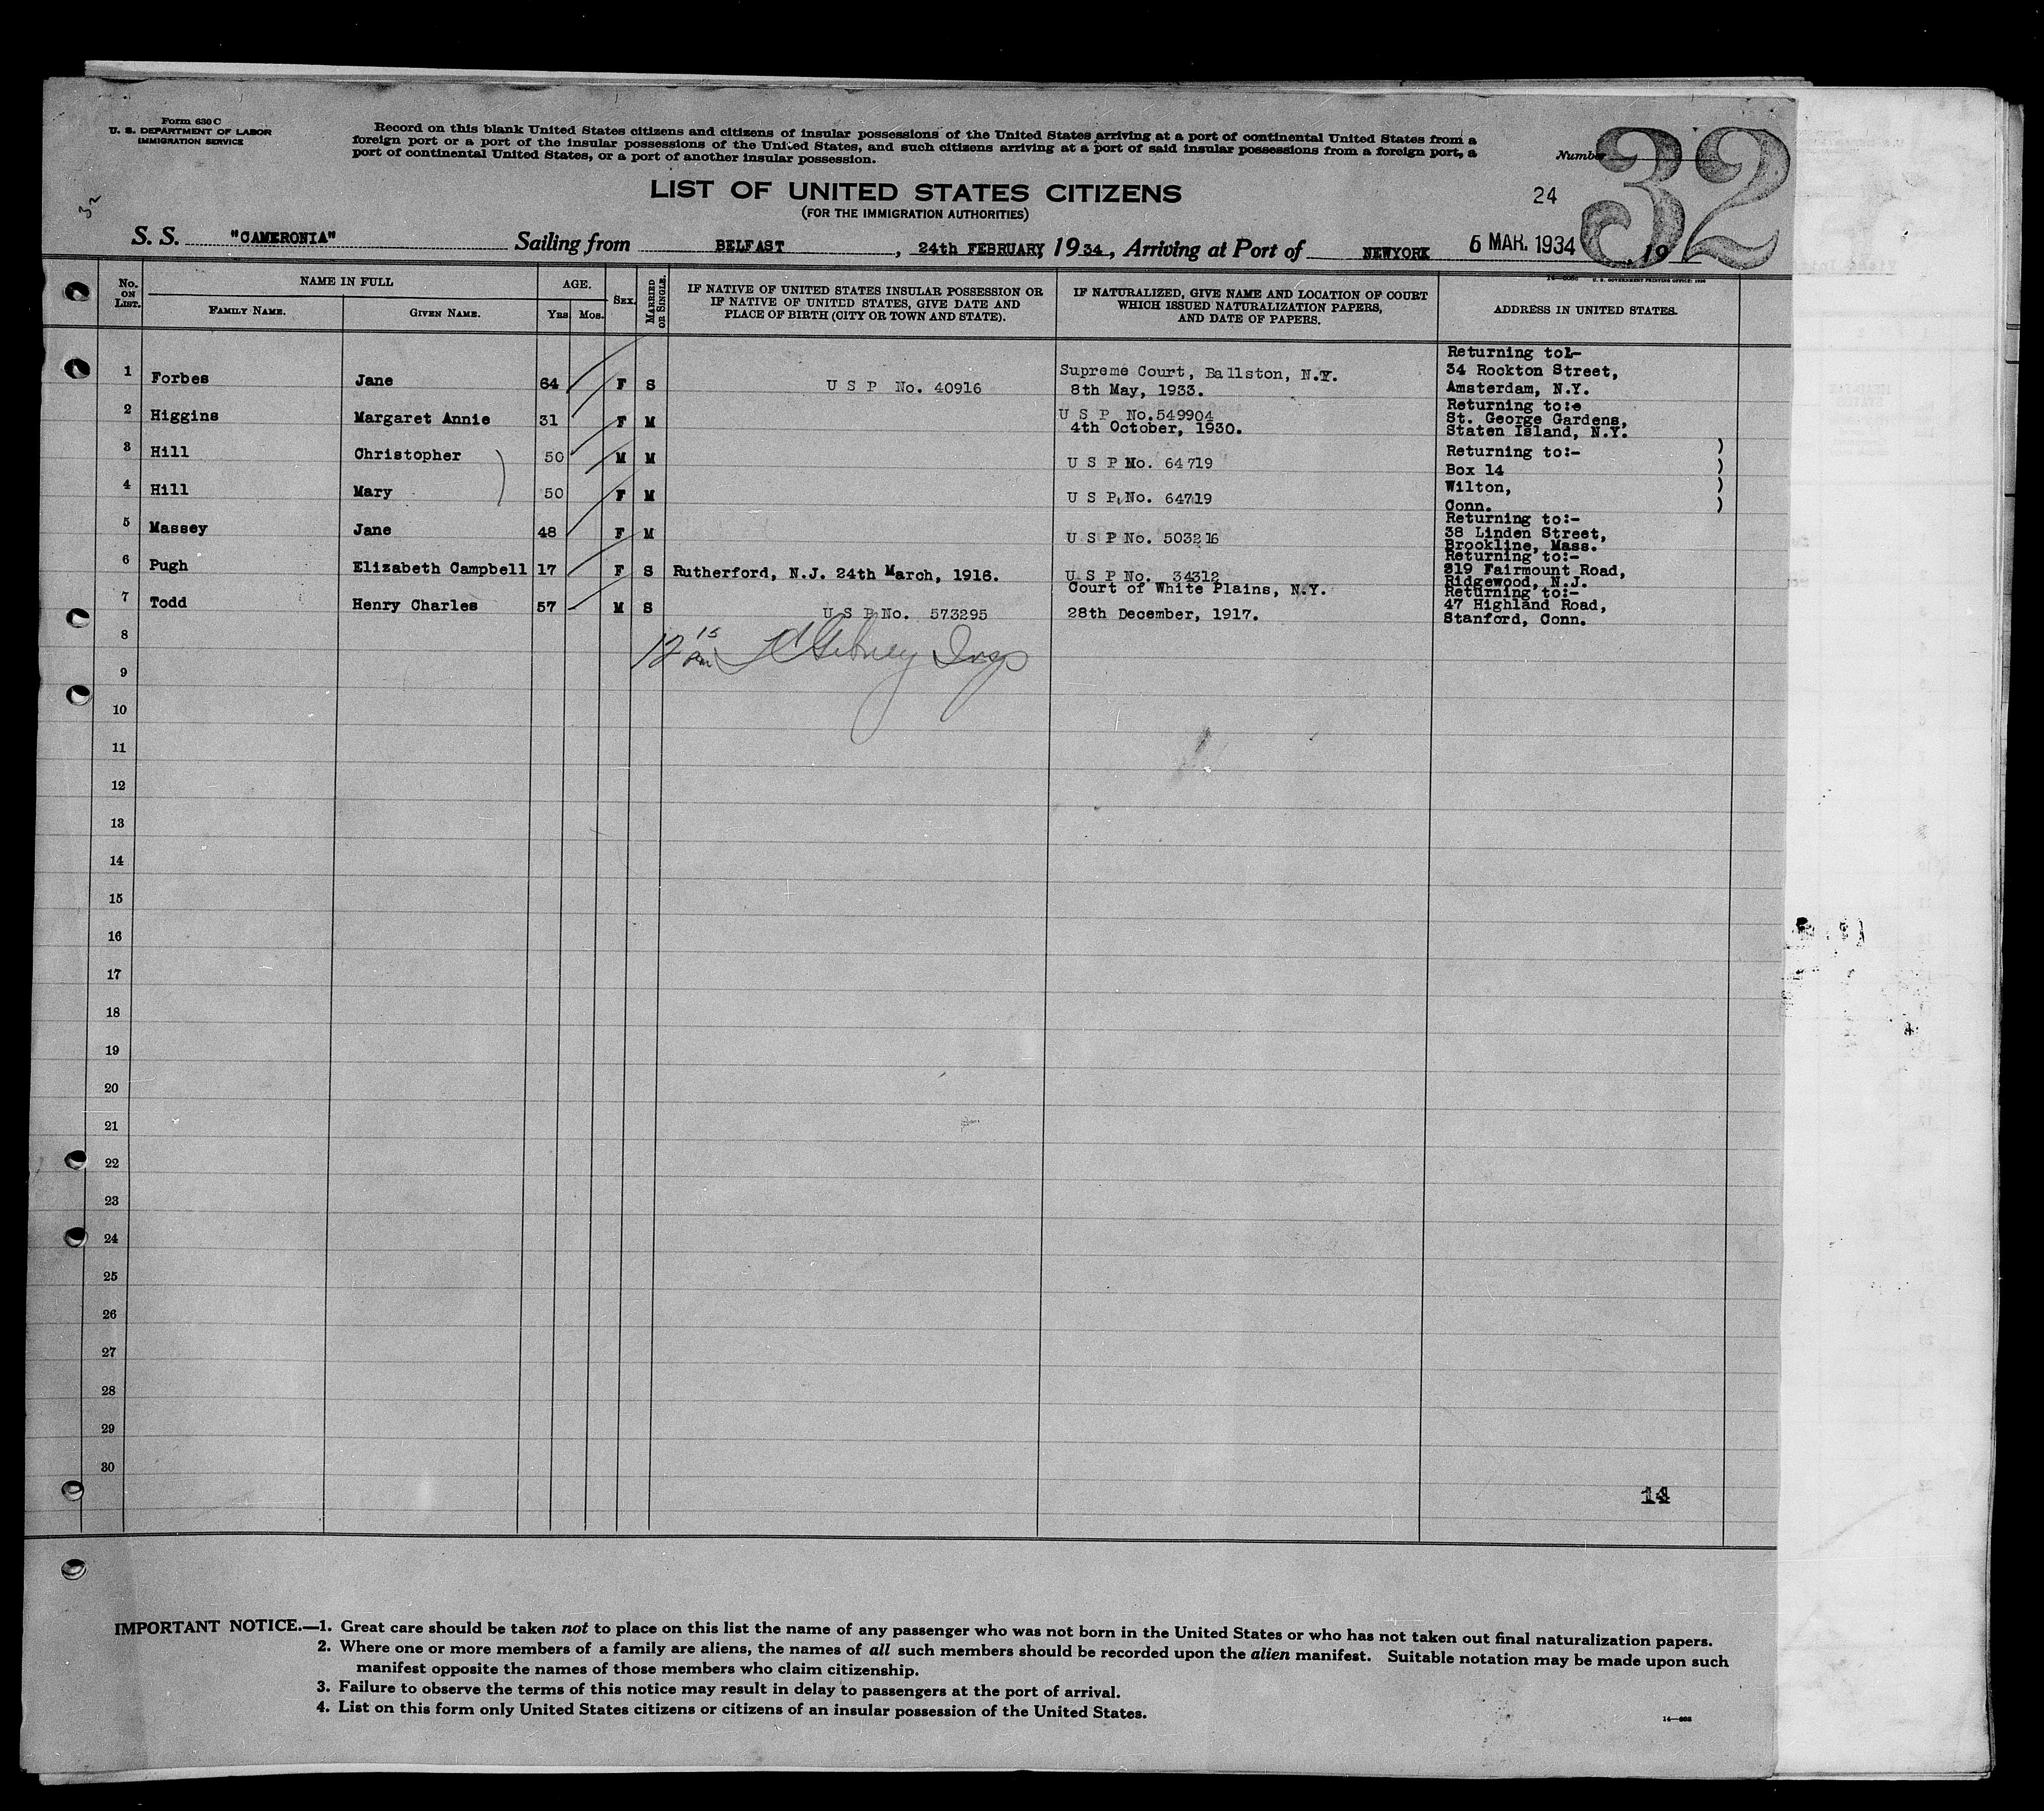 Form 630 C
U. S. DEPARTMENT OF LABOR
IMMIGRATION SERVICE
Record on this blank United States citizens and citizens of insular possessions of the United States arriving at a port of continental United States from a
foreign port or a port of the insular possessions of the United States, and such citizens arriving at a port of said insular possessions from a foreign port, a
port of continental United States, or a port of another insular possession.
Number
32
24
32
LIST OF UNITED STATES CITIZENS
(FOR THE IMMIGRATION AUTHORITIES)
S. S. "CAMERONIA" Sailing from BELFAST, 24th FEBRUARY, 1934, Arriving at Port of NEWYORK 5 MAR. 1934, 19
U. S. GOVERNMENT PRINTING OFFICE:
No. ON LIST.
NAME IN FULL
FAMILY NAME.
GIVEN NAME.
AGE.
YRS. MOS.
SEX.
MARRIED OR SINGLE.
IF NATIVE OF UNITED STATES INSULAR POSSESSION OR
IF NATIVE OF UNITED STATES, GIVE DATE AND
PLACE OF BIRTH (CITY OR TOWN AND STATE).
IF NATURALIZED, GIVE NAME AND LOCATION OF COURT
WHICH ISSUED NATURALIZATION PAPERS,
AND DATE OF PAPERS.
ADDRESS IN UNITED STATES.
1 Forbes Jane 64 F S U S P No. 40916
Supreme Court, Ballston, N.Y.
8th May, 1933.
Returning to:-
34 Rockton Street,
Amsterdam, N.Y.
2 Higgins Margaret Annie 31 F M
U S P No.549904
4th October, 1930.
Returning to:-
St. George Gardens,
Staten Island, N.Y.
3 Hill Christopher ) 50 M M U S P No. 64719
4 Hill Mary 50 F M U S P No. 64719
Returning to:- )
Box 14 )
Wilton, )
Conn. )
5 Massey Jane 48 F M U S P No. 503216
Returning to:-
38 Linden Street,
Brookline, Mass.
6 Pugh Elizabeth Campbell 17 F S Rutherford, N.J. 24th March, 1916. U S P No. 34312
Returning to:-
319 Fairmount Road,
Ridgewood, N.J.
7 Todd Henry Charles 57 M S U S P No. 573295
Court of White Plains, N.Y.
28th December, 1917.
Returning to:-
47 Highland Road,
Stanford, Conn.
8
12 15 am
9
10
11
12
13
14
15
16
17
18
19
20
21
22
23
24
25
26
27
28
29
30
14
IMPORTANT NOTICE.—1. Great care should be taken not to place on this list the name of any passenger who was not born in the United States or who has not taken out final naturalization papers.
2. Where one or more members of a family are aliens, the names of all such members should be recorded upon the alien manifest. Suitable notation may be made upon such
manifest opposite the names of those members who claim citizenship.
3. Failure to observe the terms of this notice may result in delay to passengers at the port of arrival.
4. List on this form only United States citizens or citizens of an insular possession of the United States.